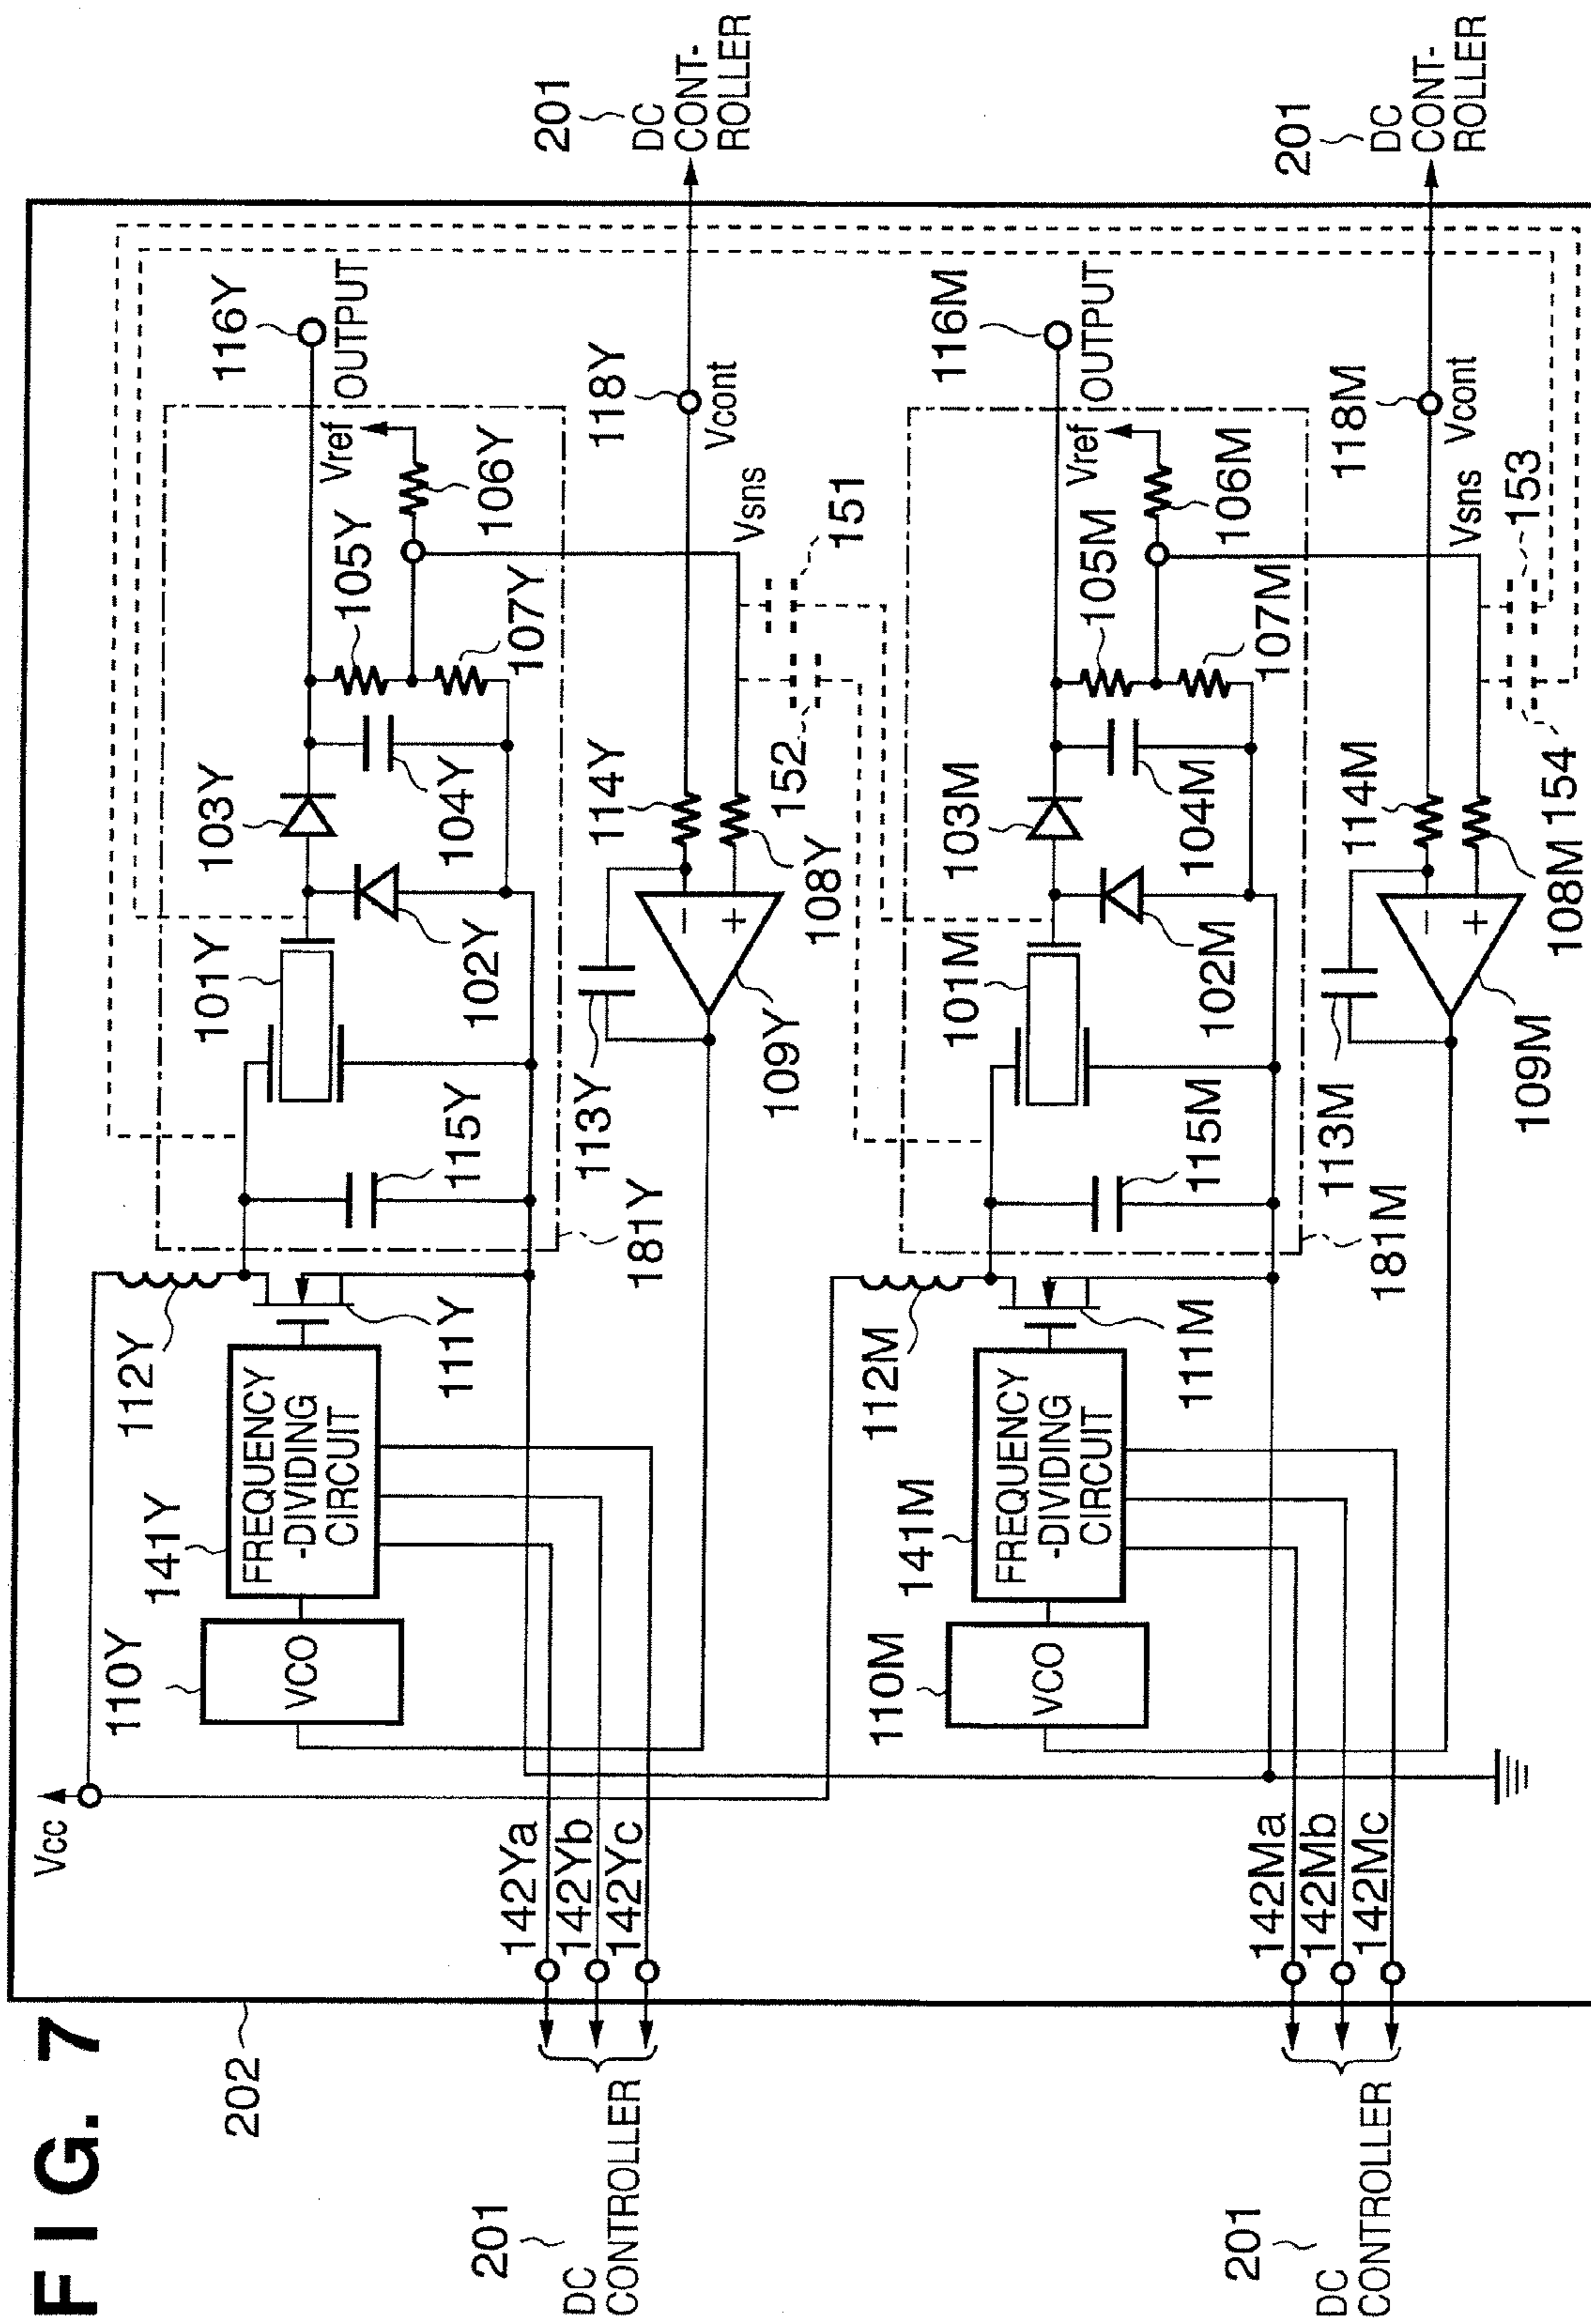 FIG. 7
202
Vcc
110Y
VCO
141Y
FREQUENCY
-DIVIDING
CIRCUIT
112Y
111Y
181Y
115Y
101Y
102Y
103Y
104Y
105Y
107Y
106Y
Vref
116Y
OUTPUT
113Y
109Y
−
+
108Y
114Y
152
151
Vsns
118Y
Vcont
201
DC
CONT-
ROLLER
142Ya
142Yb
142Yc
201
DC
CONTROLLER
110M
VCO
141M
FREQUENCY
-DIVIDING
CIRCUIT
112M
111M
181M
115M
101M
102M
103M
104M
105M
107M
106M
Vref
116M
OUTPUT
113M
109M
−
+
108M
114M
154
153
Vsns
118M
Vcont
201
DC
CONT-
ROLLER
142Ma
142Mb
142Mc
201
DC
CONTROLLER